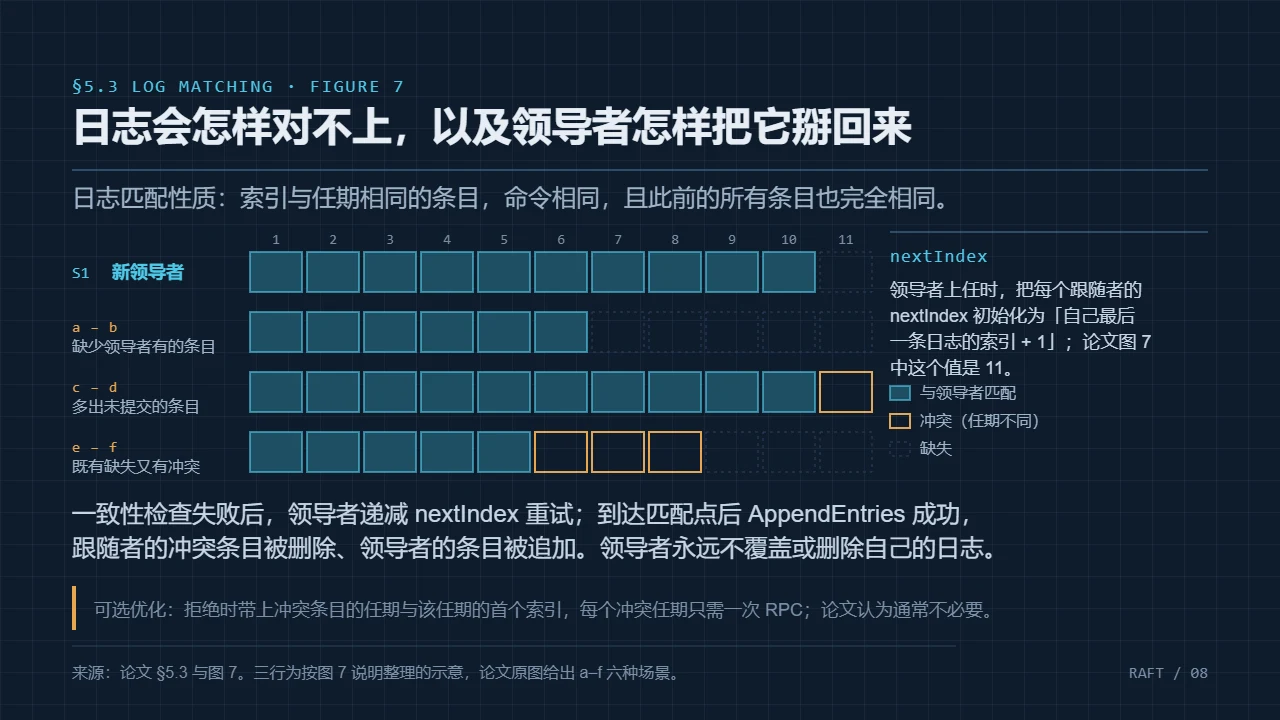 §5.3 LOG MATCHING · FIGURE 7
日志会怎样对不上，以及领导者怎样把它掰回来
日志匹配性质：索引与任期相同的条目，命令相同，且此前的所有条目也完全相同。
1 2 3 4 5 6 7 8 9 10 11
S1 新领导者
a – b
缺少领导者有的条目
c – d
多出未提交的条目
e – f
既有缺失又有冲突
nextIndex
领导者上任时，把每个跟随者的
nextIndex 初始化为「自己最后
一条日志的索引 + 1」；论文图 7
中这个值是 11。
与领导者匹配
冲突（任期不同）
缺失
一致性检查失败后，领导者递减 nextIndex 重试；到达匹配点后 AppendEntries 成功，
跟随者的冲突条目被删除、领导者的条目被追加。领导者永远不覆盖或删除自己的日志。
可选优化：拒绝时带上冲突条目的任期与该任期的首个索引，每个冲突任期只需一次 RPC；论文认为通常不必要。
来源：论文 §5.3 与图 7。三行为按图 7 说明整理的示意，论文原图给出 a–f 六种场景。
RAFT / 08